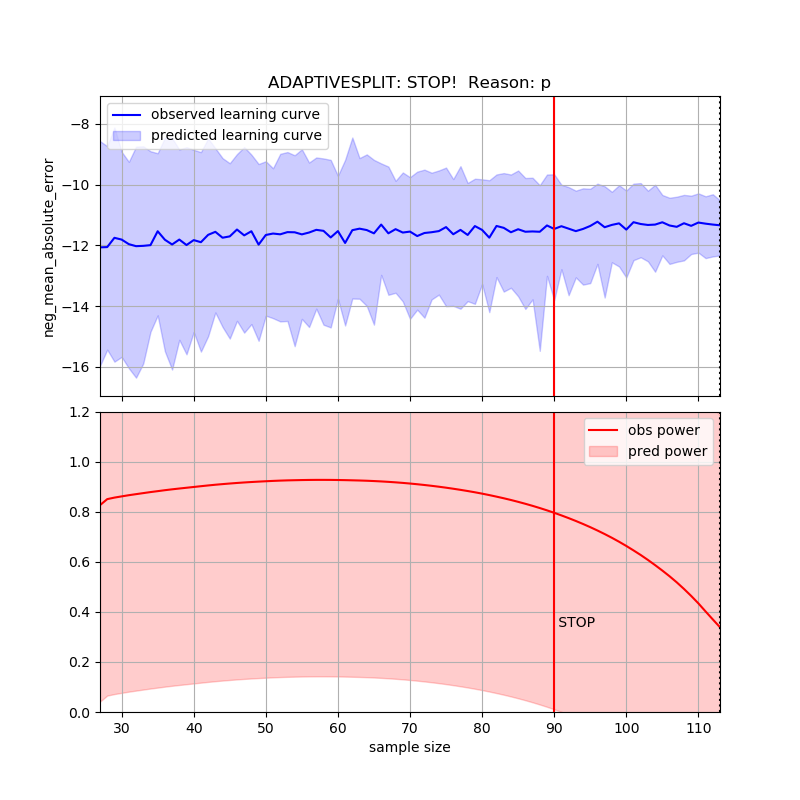 ADAPTIVESPLIT: STOP!  Reason: p
observed learning curve
predicted learning curve
neg_mean_absolute_error
−8
−10
−12
−14
−16
1.2
1.0
0.8
0.6
0.4
0.2
0.0
obs power
pred power
STOP
30 40 50 60 70 80 90 100 110
sample size